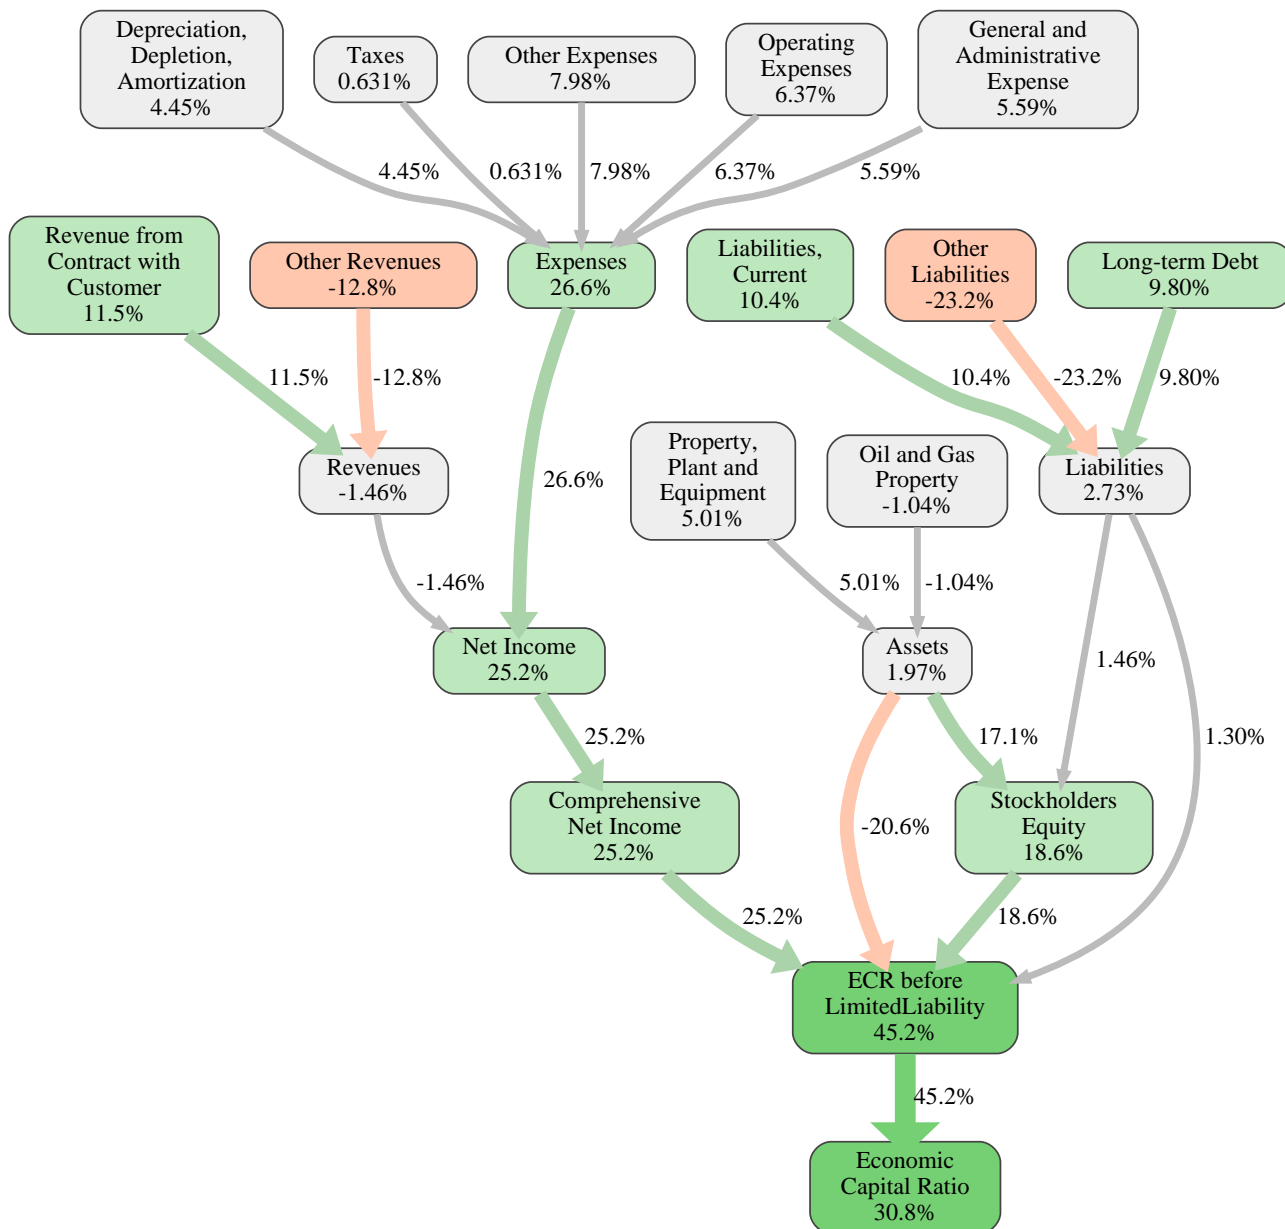 Depreciation,
Depletion,
Amortization
4.45%
Taxes
0.631%
Other Expenses
7.98%
Operating
Expenses
6.37%
General and
Administrative
Expense
5.59%
4.45%
0.631%
7.98%
6.37%
5.59%
Revenue from
Contract with
Customer
11.5%
Other Revenues
-12.8%
Expenses
26.6%
Liabilities,
Current
10.4%
Other
Liabilities
-23.2%
Long-term Debt
9.80%
11.5%
-12.8%
10.4%
-23.2%
9.80%
Revenues
-1.46%
26.6%
Property,
Plant and
Equipment
5.01%
Oil and Gas
Property
-1.04%
Liabilities
2.73%
-1.46%
5.01%
-1.04%
Net Income
25.2%
Assets
1.97%
1.46%
25.2%
17.1%
1.30%
Comprehensive
Net Income
25.2%
-20.6%
Stockholders
Equity
18.6%
25.2%
18.6%
ECR before
LimitedLiability
45.2%
45.2%
Economic
Capital Ratio
30.8%